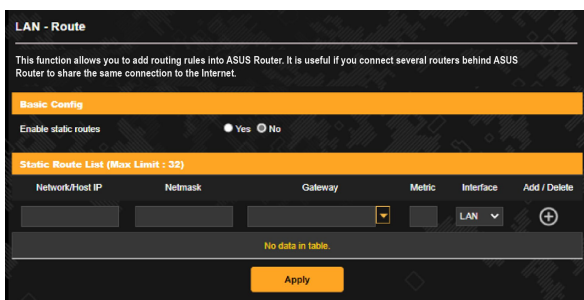 LAN - Route
This function allows you to add routing rules into ASUS Router. It is useful if you connect several routers behind ASUS
Router to share the same connection to the Internet.
Basic Config
Enable static routes Yes No
Static Route List (Max Limit : 32)
Network/Host IP Netmask Gateway Metric Interface Add / Delete
LAN
No data in table.
Apply